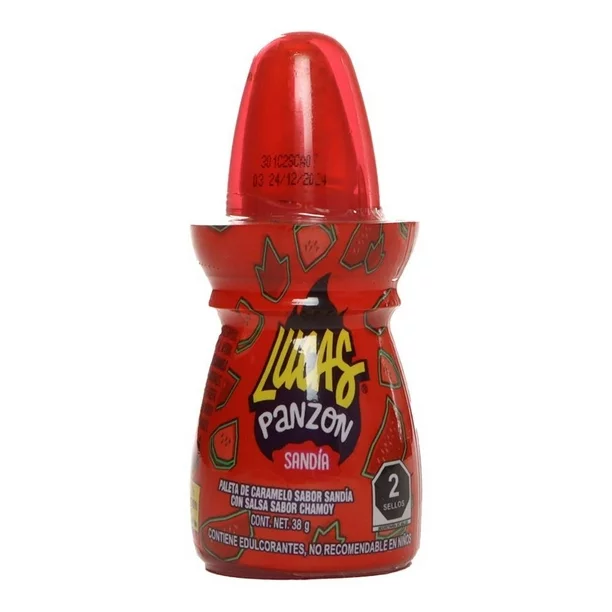 301C2SCA0
03 24/12/2024
LUCAS
PANZON
SANDÍA
PALETA DE CARAMELO SABOR SANDÍA
CON SALSA SABOR CHAMOY
CONT. NET. 38 g
2
SELLOS
CONTIENE EDULCORANTES, NO RECOMENDABLE EN NIÑOS